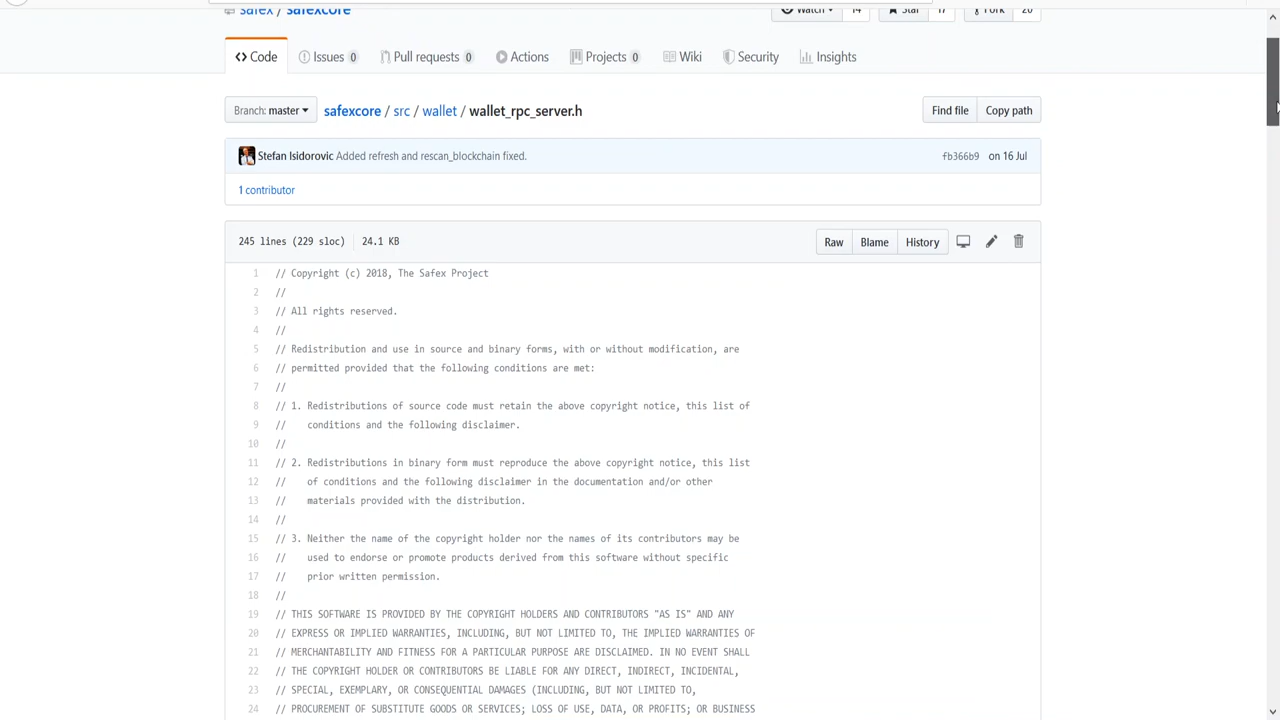 safex / safexcore
Watch 14 Star 17 Fork 20
Code Issues 0 Pull requests 0 Actions Projects 0 Wiki Security Insights
Branch: master safexcore / src / wallet / wallet_rpc_server.h Find file Copy path
Stefan Isidorovic Added refresh and rescan_blockchain fixed. fb366b9 on 16 Jul
1 contributor
245 lines (229 sloc) 24.1 KB Raw Blame History
1 // Copyright (c) 2018, The Safex Project
2 //
3 // All rights reserved.
4 //
5 // Redistribution and use in source and binary forms, with or without modification, are
6 // permitted provided that the following conditions are met:
7 //
8 // 1. Redistributions of source code must retain the above copyright notice, this list of
9 // conditions and the following disclaimer.
10 //
11 // 2. Redistributions in binary form must reproduce the above copyright notice, this list
12 // of conditions and the following disclaimer in the documentation and/or other
13 // materials provided with the distribution.
14 //
15 // 3. Neither the name of the copyright holder nor the names of its contributors may be
16 // used to endorse or promote products derived from this software without specific
17 // prior written permission.
18 //
19 // THIS SOFTWARE IS PROVIDED BY THE COPYRIGHT HOLDERS AND CONTRIBUTORS "AS IS" AND ANY
20 // EXPRESS OR IMPLIED WARRANTIES, INCLUDING, BUT NOT LIMITED TO, THE IMPLIED WARRANTIES OF
21 // MERCHANTABILITY AND FITNESS FOR A PARTICULAR PURPOSE ARE DISCLAIMED. IN NO EVENT SHALL
22 // THE COPYRIGHT HOLDER OR CONTRIBUTORS BE LIABLE FOR ANY DIRECT, INDIRECT, INCIDENTAL,
23 // SPECIAL, EXEMPLARY, OR CONSEQUENTIAL DAMAGES (INCLUDING, BUT NOT LIMITED TO,
24 // PROCUREMENT OF SUBSTITUTE GOODS OR SERVICES; LOSS OF USE, DATA, OR PROFITS; OR BUSINESS